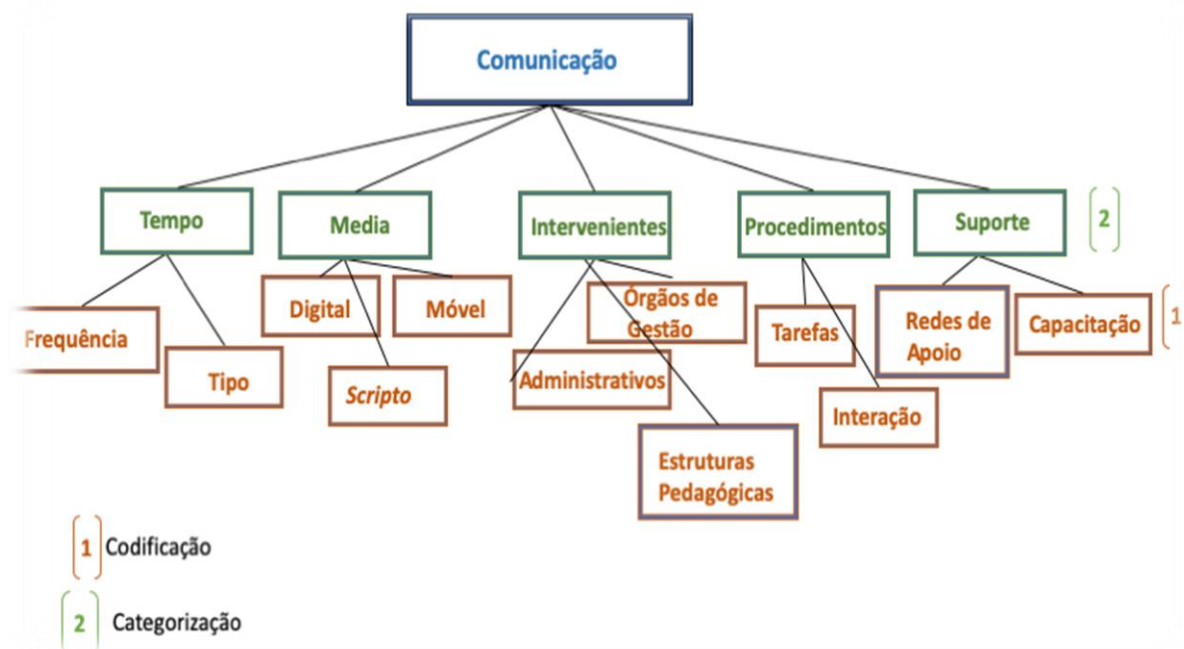 Comunicação
Tempo
Media
Intervenientes
Procedimentos
Suporte
2
Frequência
Tipo
Digital
Scripto
Móvel
Órgãos de
Gestão
Administrativos
Estruturas
Pedagógicas
Tarefas
Interação
Redes de
Apoio
Capacitação
1
1 Codificação
2 Categorização